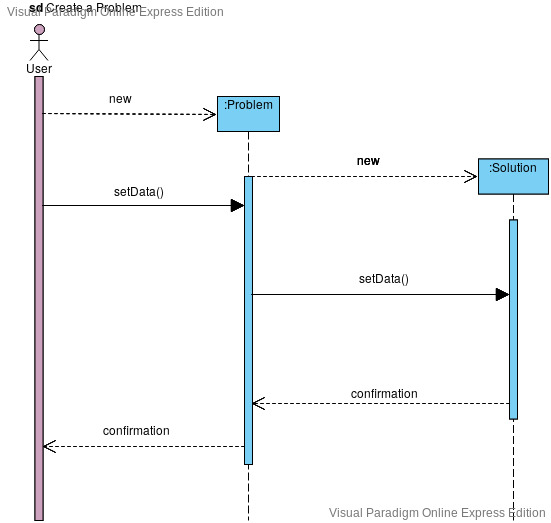 sd Create a Problem
Visual Paradigm Online Express Edition
User
new
:Problem
new
:Solution
setData()
setData()
confirmation
confirmation
Visual Paradigm Online Express Edition